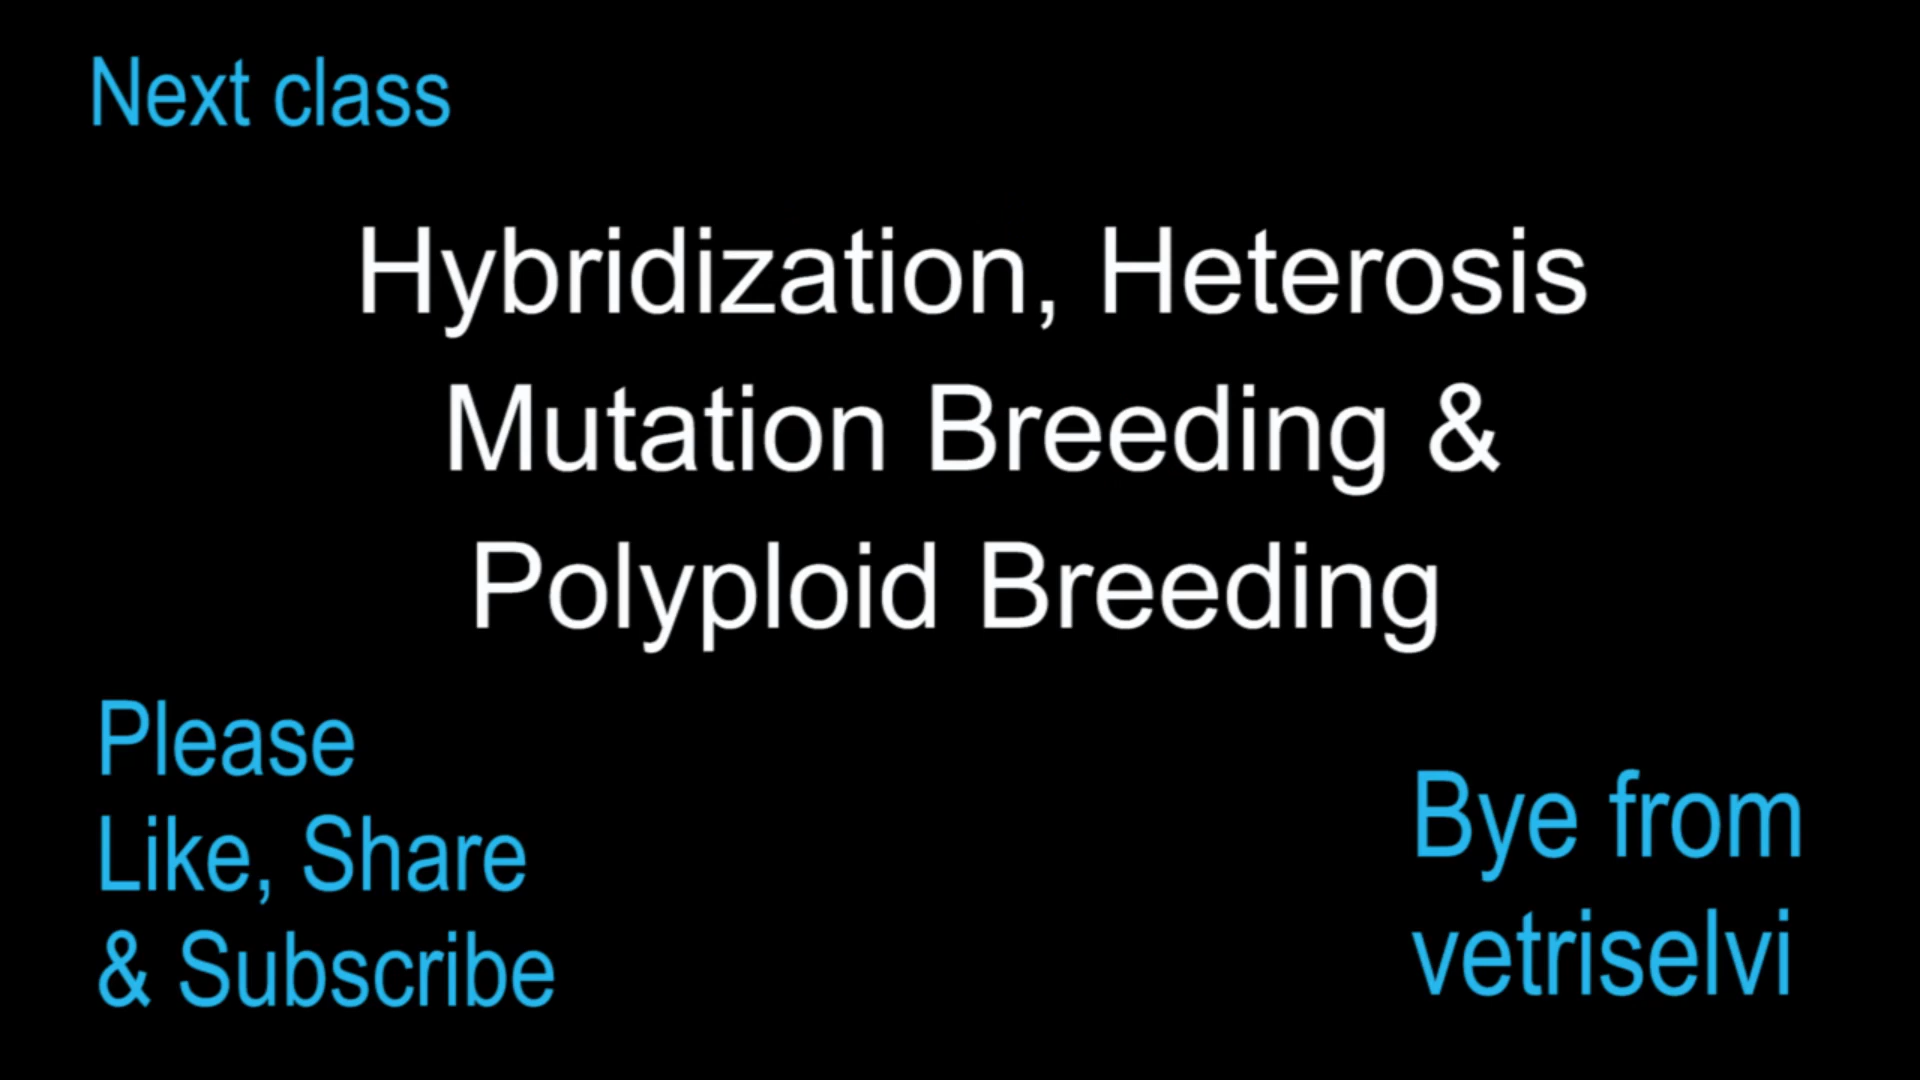 Next class
Hybridization, Heterosis
Mutation Breeding &
Polyploid Breeding
Please
Like, Share
& Subscribe
Bye from
vetriselvi